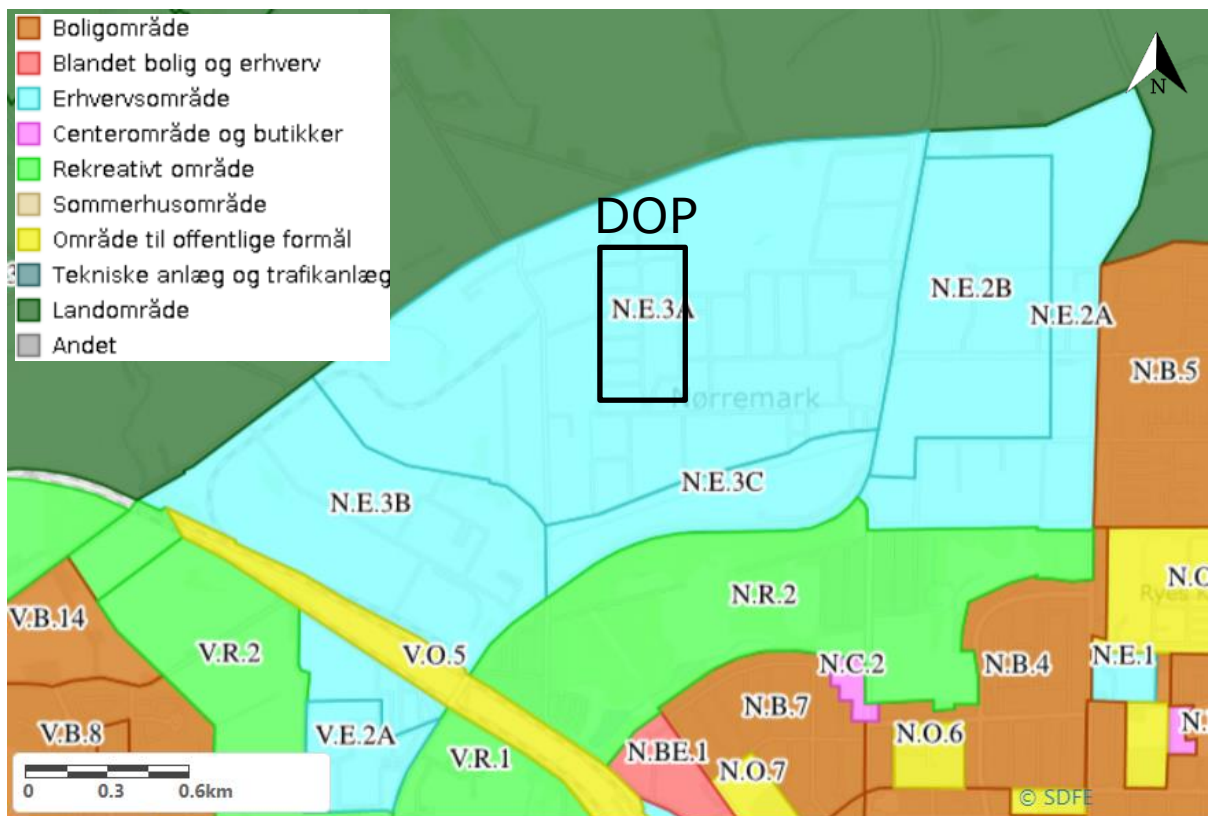 Boligområde
Blandet bolig og erhverv
Erhvervsområde
Centerområde og butikker
Rekreativt område
Sommerhusområde
Område til offentlige formål
Tekniske anlæg og trafikanlæg
Landområde
Andet
N
DOP
N.E.3A
N.E.2B
N.E.2A
N.B.5
Nørremark
N.E.3B
N.E.3C
N.R.2
V.B.14
V.R.2
V.O.5
N.C.2
N.B.4
N.E.1
N.O
Ryes K
V.B.8
V.E.2A
V.R.1
N.BE.1
N.B.7
N.O.7
N.O.6
N.
0 0.3 0.6km
© SDFE